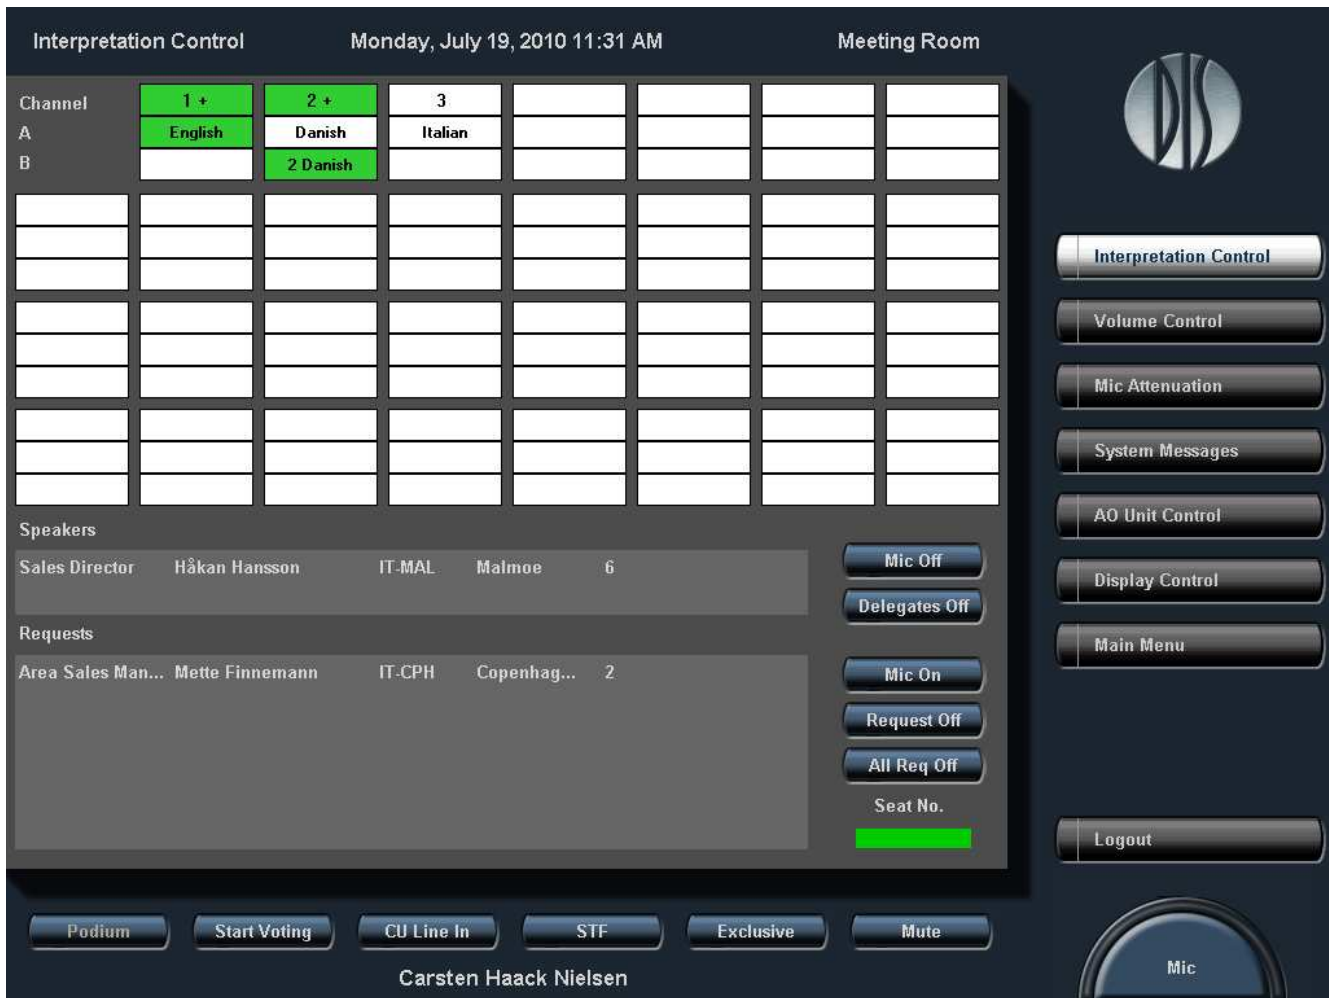 Interpretation Control Monday, July 19, 2010 11:31 AM Meeting Room
DIS
Channel 1 + 2 + 3
A English Danish Italian
B 2 Danish
Speakers
Sales Director Håkan Hansson IT-MAL Malmoe 6
Mic Off
Delegates Off
Requests
Area Sales Man... Mette Finnemann IT-CPH Copenhag... 2
Mic On
Request Off
All Req Off
Seat No.
Interpretation Control
Volume Control
Mic Attenuation
System Messages
AO Unit Control
Display Control
Main Menu
Logout
Podium Start Voting CU Line In STF Exclusive Mute
Mic
Carsten Haack Nielsen